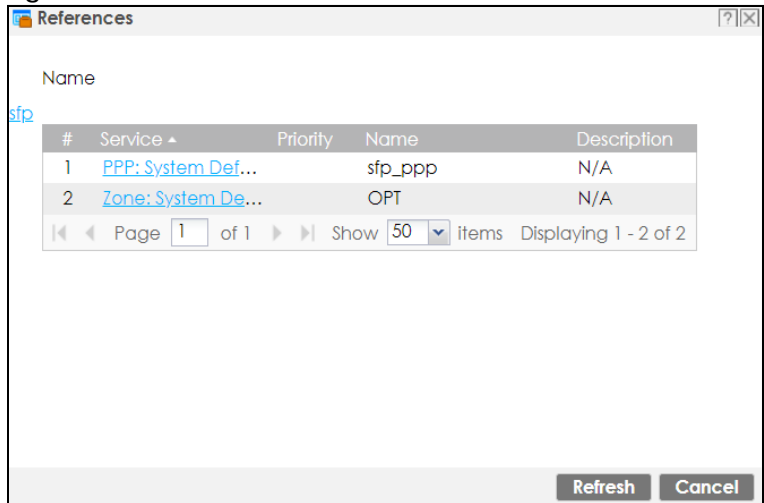 References
Name
sfp
# Service Priority Name Description
1 PPP: System Def... sfp_ppp N/A
2 Zone: System De... OPT N/A
Page 1 of 1 Show 50 items Displaying 1 - 2 of 2
Refresh Cancel